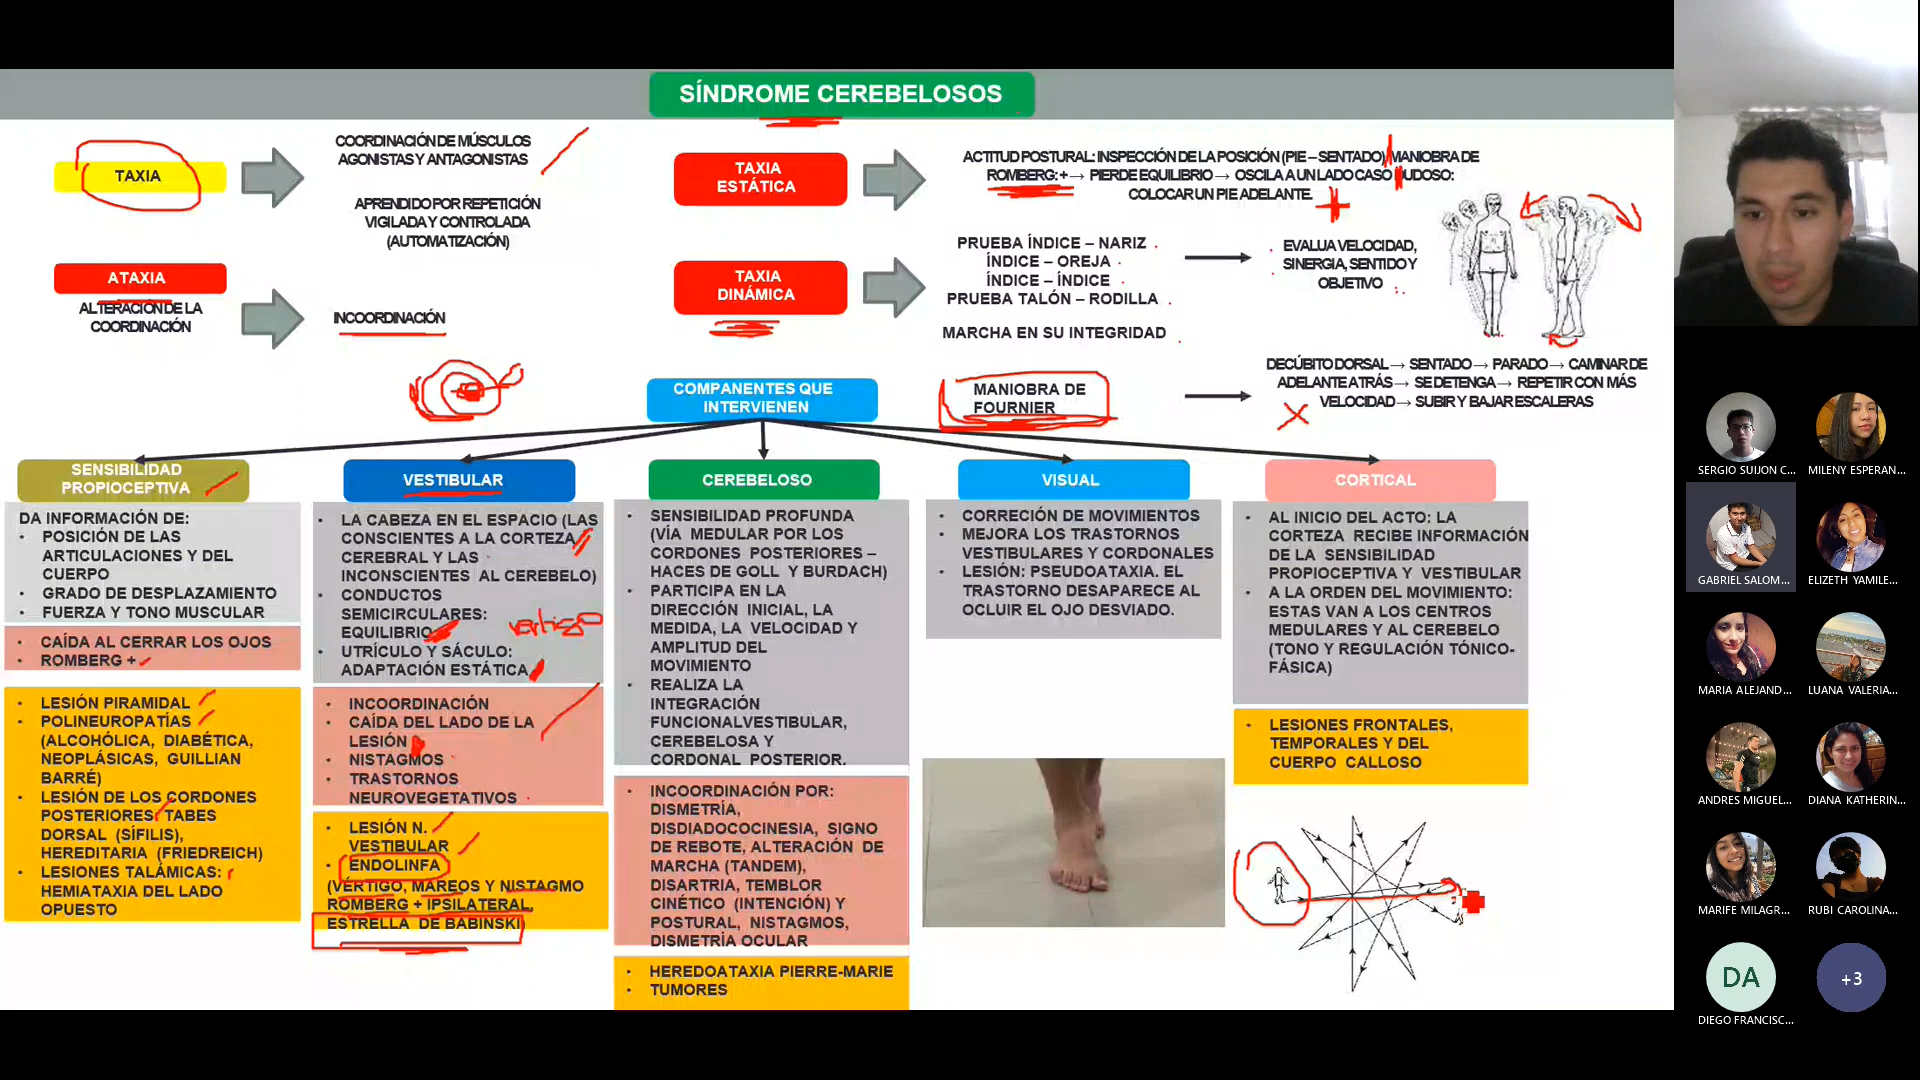 SÍNDROME CEREBELOSOS
TAXIA
COORDINACIÓN DE MÚSCULOS
AGONISTAS Y ANTAGONISTAS
APRENDIDO POR REPETICIÓN
VIGILADA Y CONTROLADA
(AUTOMATIZACIÓN)
ATAXIA
ALTERACIÓN DE LA
COORDINACIÓN
INCOORDINACIÓN
TAXIA
ESTÁTICA
ACTITUD POSTURAL: INSPECCIÓN DE LA POSICIÓN (PIE – SENTADO) MANIOBRA DE
ROMBERG: + → PIERDE EQUILIBRIO → OSCILA A UN LADO CASO DUDOSO:
COLOCAR UN PIE ADELANTE.
TAXIA
DINÁMICA
PRUEBA ÍNDICE – NARIZ
ÍNDICE – OREJA
ÍNDICE – ÍNDICE
PRUEBA TALÓN – RODILLA
MARCHA EN SU INTEGRIDAD
EVALUA VELOCIDAD,
SINERGIA, SENTIDO Y
OBJETIVO
MANIOBRA DE
FOURNIER
DECÚBITO DORSAL → SENTADO → PARADO → CAMINAR DE
ADELANTE ATRÁS → SE DETENGA → REPETIR CON MÁS
VELOCIDAD → SUBIR Y BAJAR ESCALERAS
COMPANENTES QUE
INTERVIENEN
SENSIBILIDAD
PROPIOCEPTIVA
DA INFORMACIÓN DE:
• POSICIÓN DE LAS
ARTICULACIONES Y DEL
CUERPO
• GRADO DE DESPLAZAMIENTO
• FUERZA Y TONO MUSCULAR
• CAÍDA AL CERRAR LOS OJOS
• ROMBERG +
• LESIÓN PIRAMIDAL
• POLINEUROPATÍAS
(ALCOHÓLICA, DIABÉTICA,
NEOPLÁSICAS, GUILLIAN
BARRÉ)
• LESIÓN DE LOS CORDONES
POSTERIORES: TABES
DORSAL (SÍFILIS),
HEREDITARIA (FRIEDREICH)
• LESIONES TALÁMICAS:
HEMIATAXIA DEL LADO
OPUESTO
VESTIBULAR
• LA CABEZA EN EL ESPACIO (LAS
CONSCIENTES A LA CORTEZA
CEREBRAL Y LAS
INCONSCIENTES AL CEREBELO)
• CONDUCTOS
SEMICIRCULARES:
EQUILIBRIO
vertigo
• UTRÍCULO Y SÁCULO:
ADAPTACIÓN ESTÁTICA
• INCOORDINACIÓN
• CAÍDA DEL LADO DE LA
LESIÓN
• NISTAGMOS
• TRASTORNOS
NEUROVEGETATIVOS
• LESIÓN N.
VESTIBULAR
• ENDOLINFA
(VÉRTIGO, MAREOS Y NISTAGMO
ROMBERG + IPSILATERAL,
ESTRELLA DE BABINSKI)
CEREBELOSO
• SENSIBILIDAD PROFUNDA
(VÍA MEDULAR POR LOS
CORDONES POSTERIORES –
HACES DE GOLL Y BURDACH)
• PARTICIPA EN LA
DIRECCIÓN INICIAL, LA
MEDIDA, LA VELOCIDAD Y
AMPLITUD DEL
MOVIMIENTO
• REALIZA LA
INTEGRACIÓN
FUNCIONALVESTIBULAR,
CEREBELOSA Y
CORDONAL POSTERIOR.
• INCOORDINACIÓN POR:
DISMETRÍA,
DISDIADOCOCINESIA, SIGNO
DE REBOTE, ALTERACIÓN DE
MARCHA (TANDEM),
DISARTRIA, TEMBLOR
CINÉTICO (INTENCIÓN) Y
POSTURAL, NISTAGMOS,
DISMETRÍA OCULAR
• HEREDOATAXIA PIERRE-MARIE
• TUMORES
VISUAL
• CORRECIÓN DE MOVIMIENTOS
• MEJORA LOS TRASTORNOS
VESTIBULARES Y CORDONALES
• LESIÓN: PSEUDOATAXIA. EL
TRASTORNO DESAPARECE AL
OCLUIR EL OJO DESVIADO.
CORTICAL
• AL INICIO DEL ACTO: LA
CORTEZA RECIBE INFORMACIÓN
DE LA SENSIBILIDAD
PROPIOCEPTIVA Y VESTIBULAR
• A LA ORDEN DEL MOVIMIENTO:
ESTAS VAN A LOS CENTROS
MEDULARES Y AL CEREBELO
(TONO Y REGULACIÓN TÓNICO-
FÁSICA)
• LESIONES FRONTALES,
TEMPORALES Y DEL
CUERPO CALLOSO
SERGIO SUIJON C...
MILENY ESPERAN...
GABRIEL SALOM...
ELIZETH YAMILE...
MARIA ALEJAND...
LUANA VALERIA...
ANDRES MIGUEL...
DIANA KATHERIN...
MARIFE MILAGR...
RUBI CAROLINA...
DA
+3
DIEGO FRANCISC...